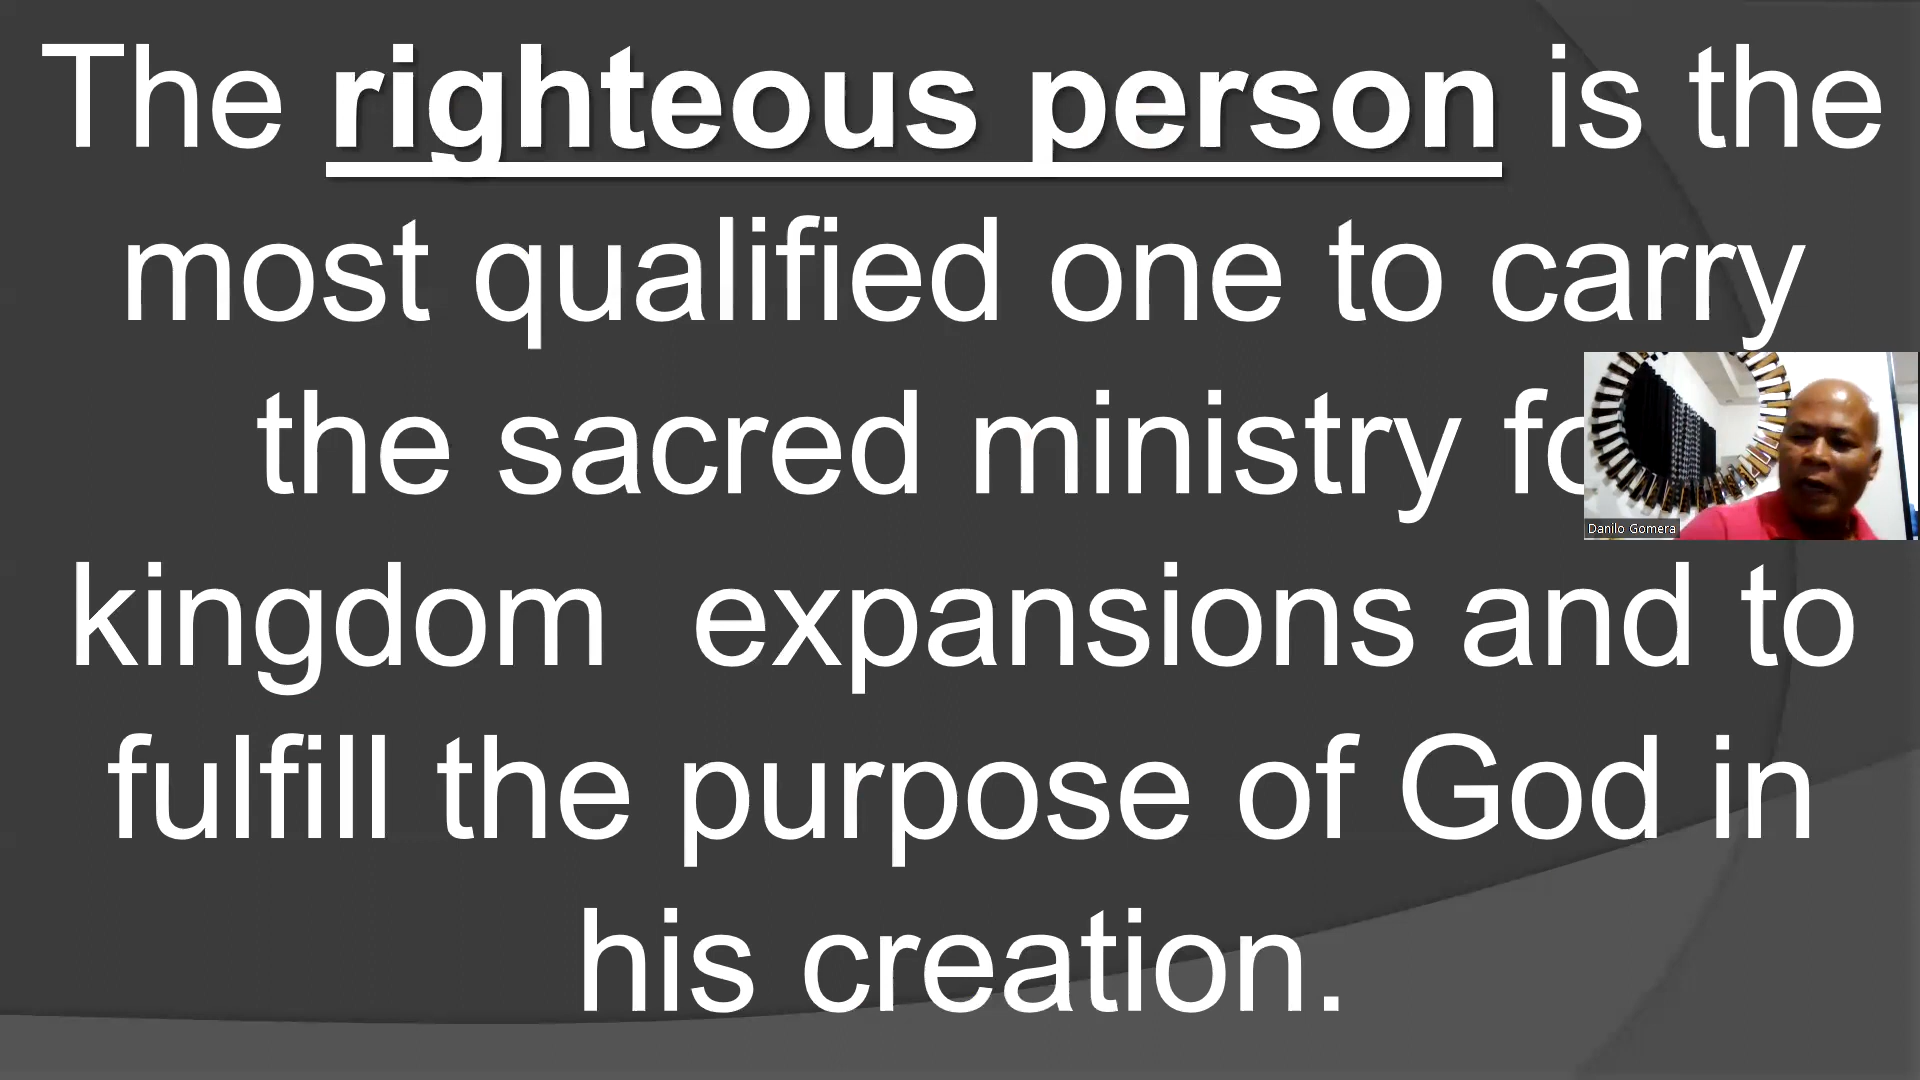 The righteous person is the
most qualified one to carry
the sacred ministry
kingdom  expansions and to
fulfill the purpose of God in
his creation.
Danilo Gomera